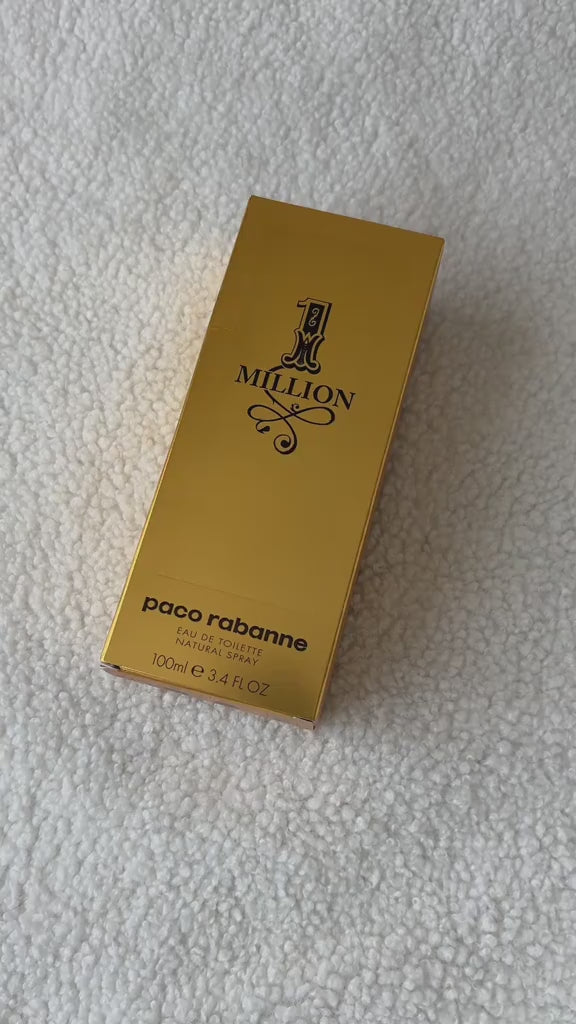 1
MILLION
paco rabanne
EAU DE TOILETTE
NATURAL SPRAY
100ml e 3.4 FL OZ